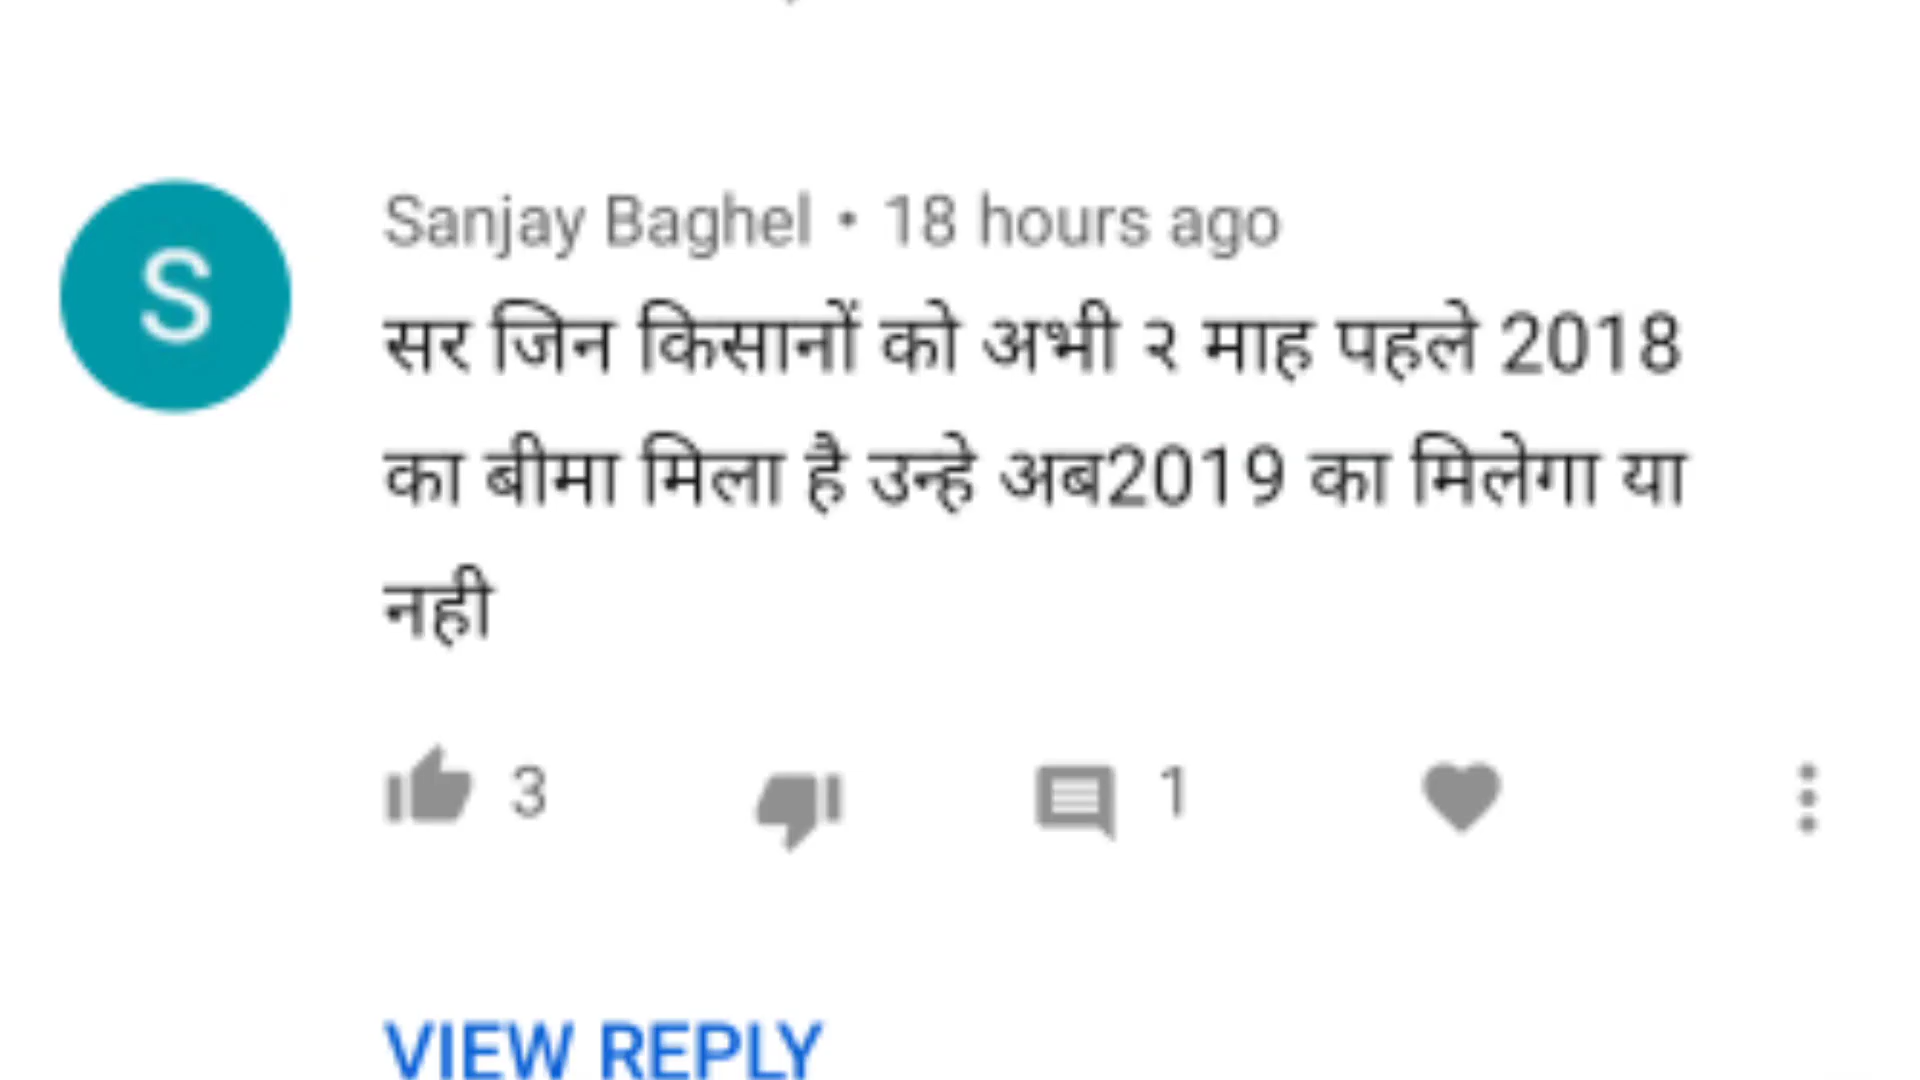 S
Sanjay Baghel • 18 hours ago
सर जिन किसानों को अभी २ माह पहले 2018
का बीमा मिला है उन्हे अब2019 का मिलेगा या
नही
3 1
VIEW REPLY